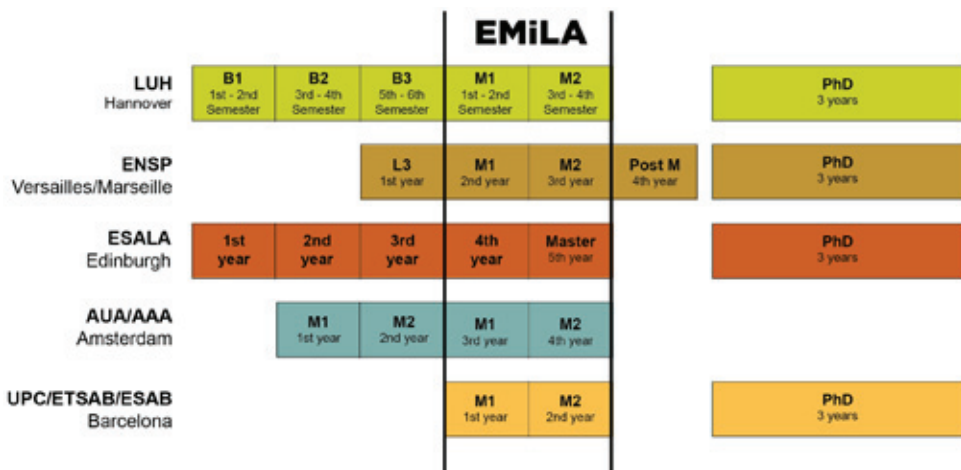 EMiLA
LUH
Hannover
B1
1st - 2nd
Semester
B2
3rd - 4th
Semester
B3
5th - 6th
Semester
M1
1st - 2nd
Semester
M2
3rd - 4th
Semester
PhD
3 years
ENSP
Versailles/Marseille
L3
1st year
M1
2nd year
M2
3rd year
Post M
4th year
PhD
3 years
ESALA
Edinburgh
1st
year
2nd
year
3rd
year
4th
year
Master
5th year
PhD
3 years
AUA/AAA
Amsterdam
M1
1st year
M2
2nd year
M1
3rd year
M2
4th year
UPC/ETSAB/ESAB
Barcelona
M1
1st year
M2
2nd year
PhD
3 years